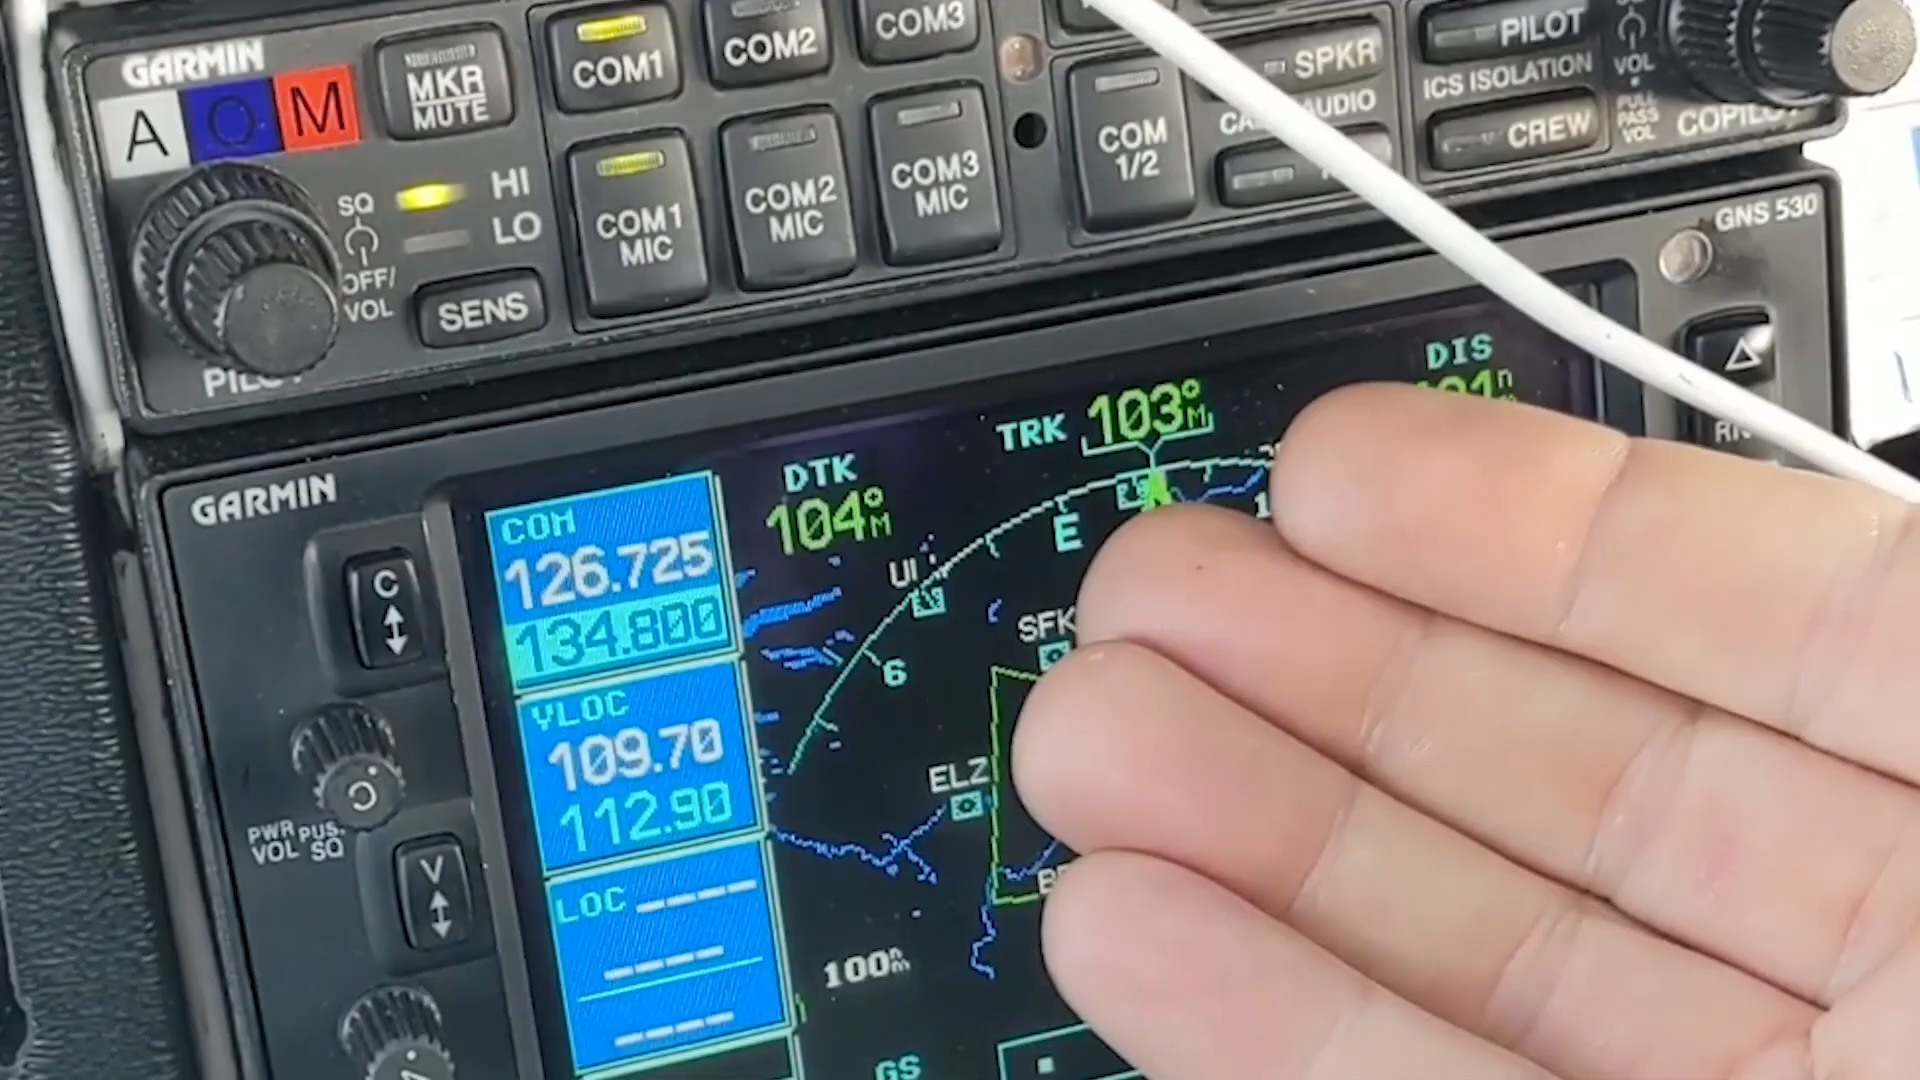 GARMIN
A O M
MKR
MUTE
COM1
COM2
COM3
SPKR
PILOT
ICS ISOLATION
VOL
PULL
PASS
VOL
CREW
AUDIO
COM
1/2
COM1
MIC
COM2
MIC
COM3
MIC
SQ
HI
LO
OFF/
VOL
SENS
GNS 530
GARMIN
COM
126.725
134.800
VLOC
109.70
112.90
LOC
DTK
104°M
TRK 103°M
DIS
E
6
SFK
ELZ
100nm
GS
C
PWR
VOL
SQ
V